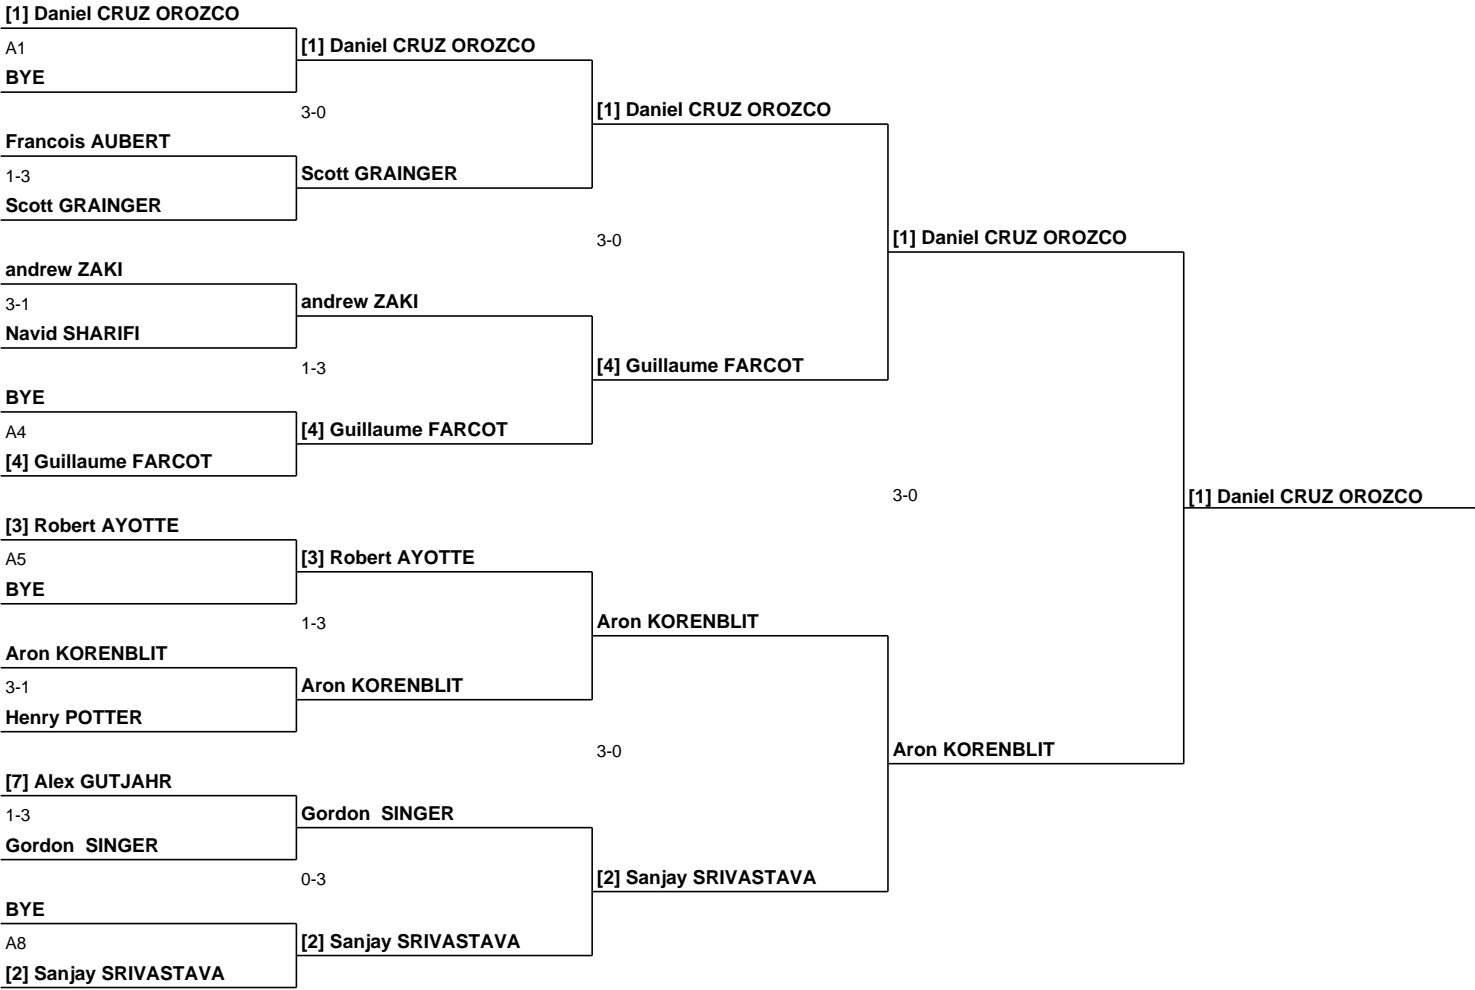 [1] Daniel CRUZ OROZCO
A1
BYE
Francois AUBERT
1-3
Scott GRAINGER
andrew ZAKI
3-1
Navid SHARIFI
BYE
A4
[4] Guillaume FARCOT
[3] Robert AYOTTE
A5
BYE
Aron KORENBLIT
3-1
Henry POTTER
[7] Alex GUTJAHR
1-3
Gordon  SINGER
BYE
A8
[2] Sanjay SRIVASTAVA
[1] Daniel CRUZ OROZCO
3-0
Scott GRAINGER
andrew ZAKI
1-3
[4] Guillaume FARCOT
[3] Robert AYOTTE
1-3
Aron KORENBLIT
Gordon  SINGER
0-3
[2] Sanjay SRIVASTAVA
[1] Daniel CRUZ OROZCO
3-0
[4] Guillaume FARCOT
Aron KORENBLIT
3-0
[2] Sanjay SRIVASTAVA
[1] Daniel CRUZ OROZCO
3-0
Aron KORENBLIT
[1] Daniel CRUZ OROZCO